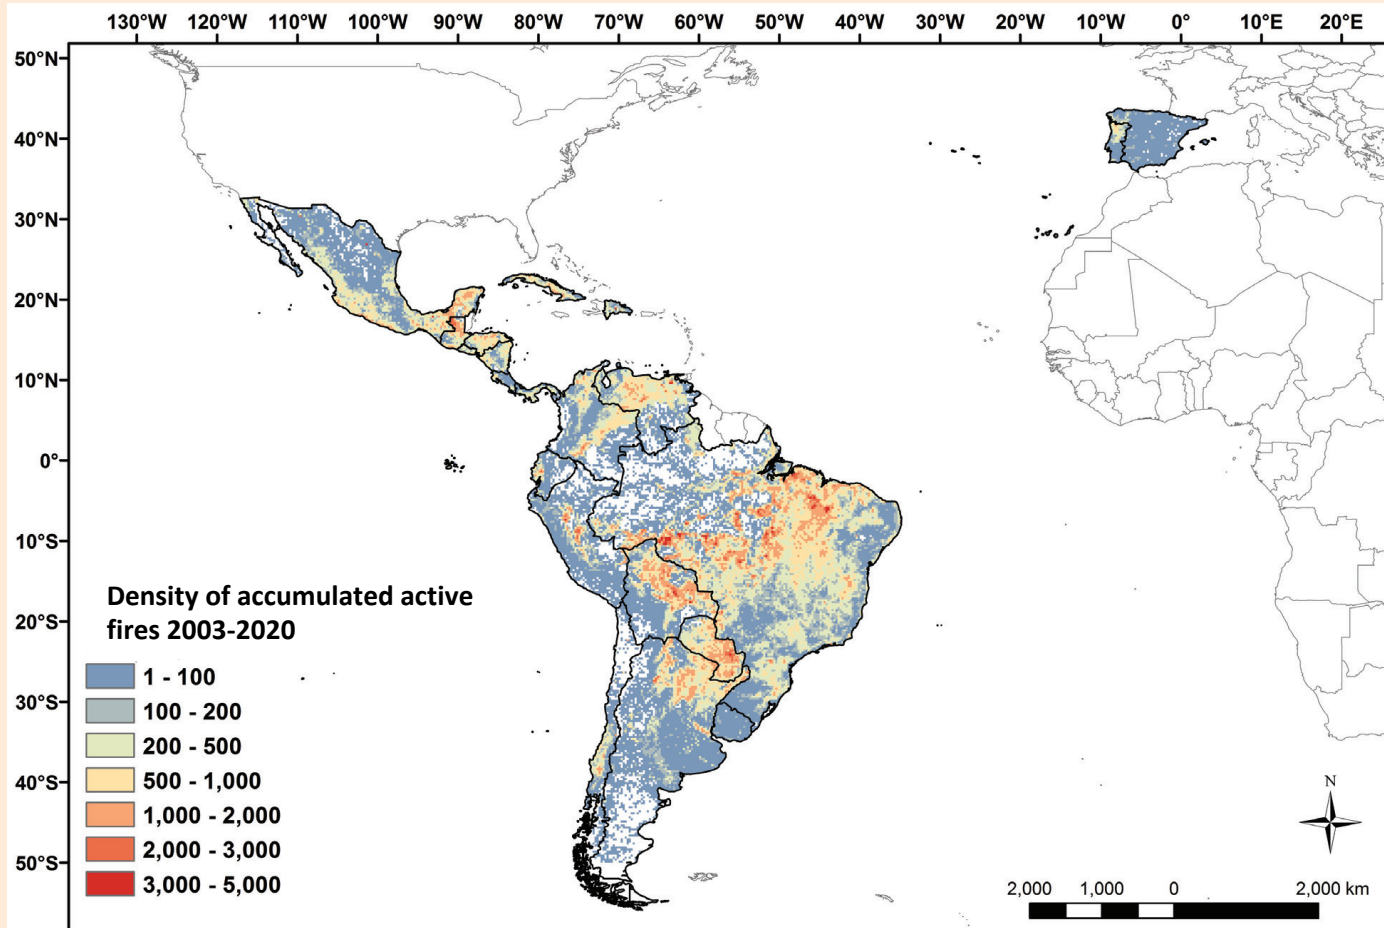 130°W 120°W 110°W 100°W 90°W 80°W 70°W 60°W 50°W 40°W 30°W 20°W 10°W 0° 10°E 20°E
50°N
40°N
30°N
20°N
10°N
0°
10°S
20°S
30°S
40°S
50°S
Density of accumulated active
fires 2003-2020
1 - 100
100 - 200
200 - 500
500 - 1,000
1,000 - 2,000
2,000 - 3,000
3,000 - 5,000
N
2,000 1,000 0 2,000 km